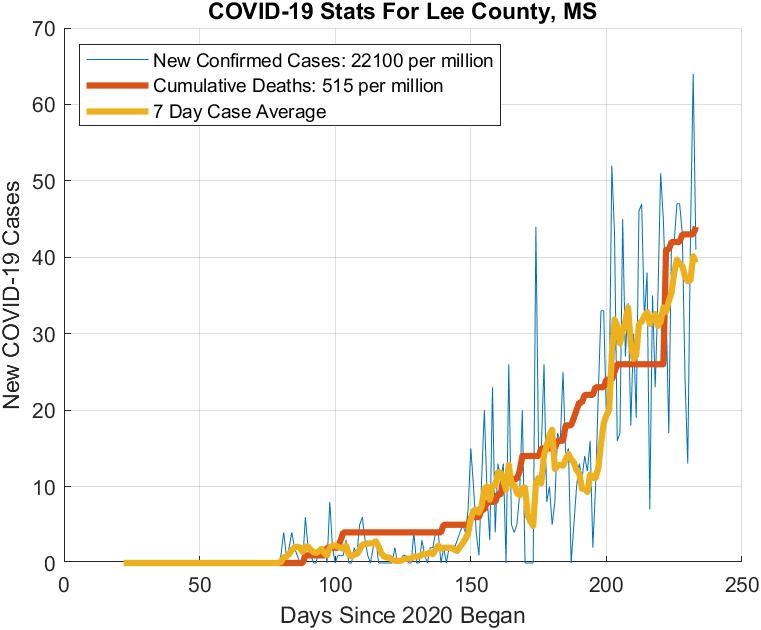 COVID-19 Stats For Lee County, MS
New Confirmed Cases: 22100 per million
Cumulative Deaths: 515 per million
7 Day Case Average
New COVID-19 Cases
70
60
50
40
30
20
10
0
0 50 100 150 200 250
Days Since 2020 Began